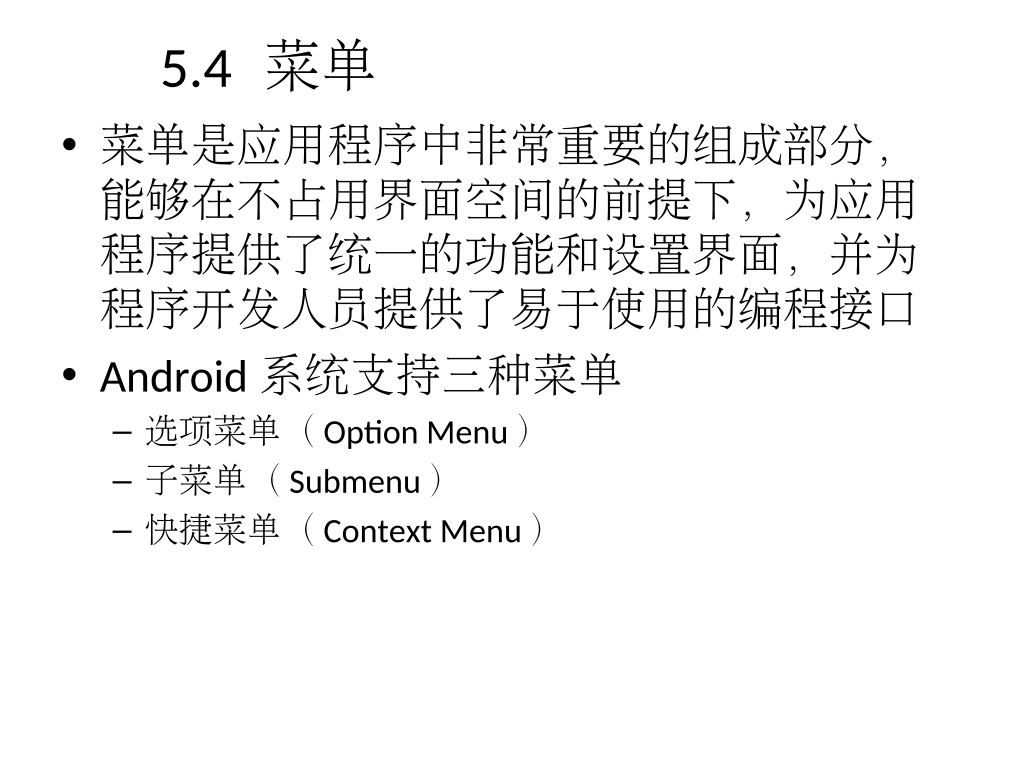 5.4 菜单
• 菜单是应用程序中非常重要的组成部分，
能够在不占用界面空间的前提下，为应用
程序提供了统一的功能和设置界面，并为
程序开发人员提供了易于使用的编程接口
• Android 系统支持三种菜单
– 选项菜单（Option Menu）
– 子菜单（Submenu）
– 快捷菜单（Context Menu）